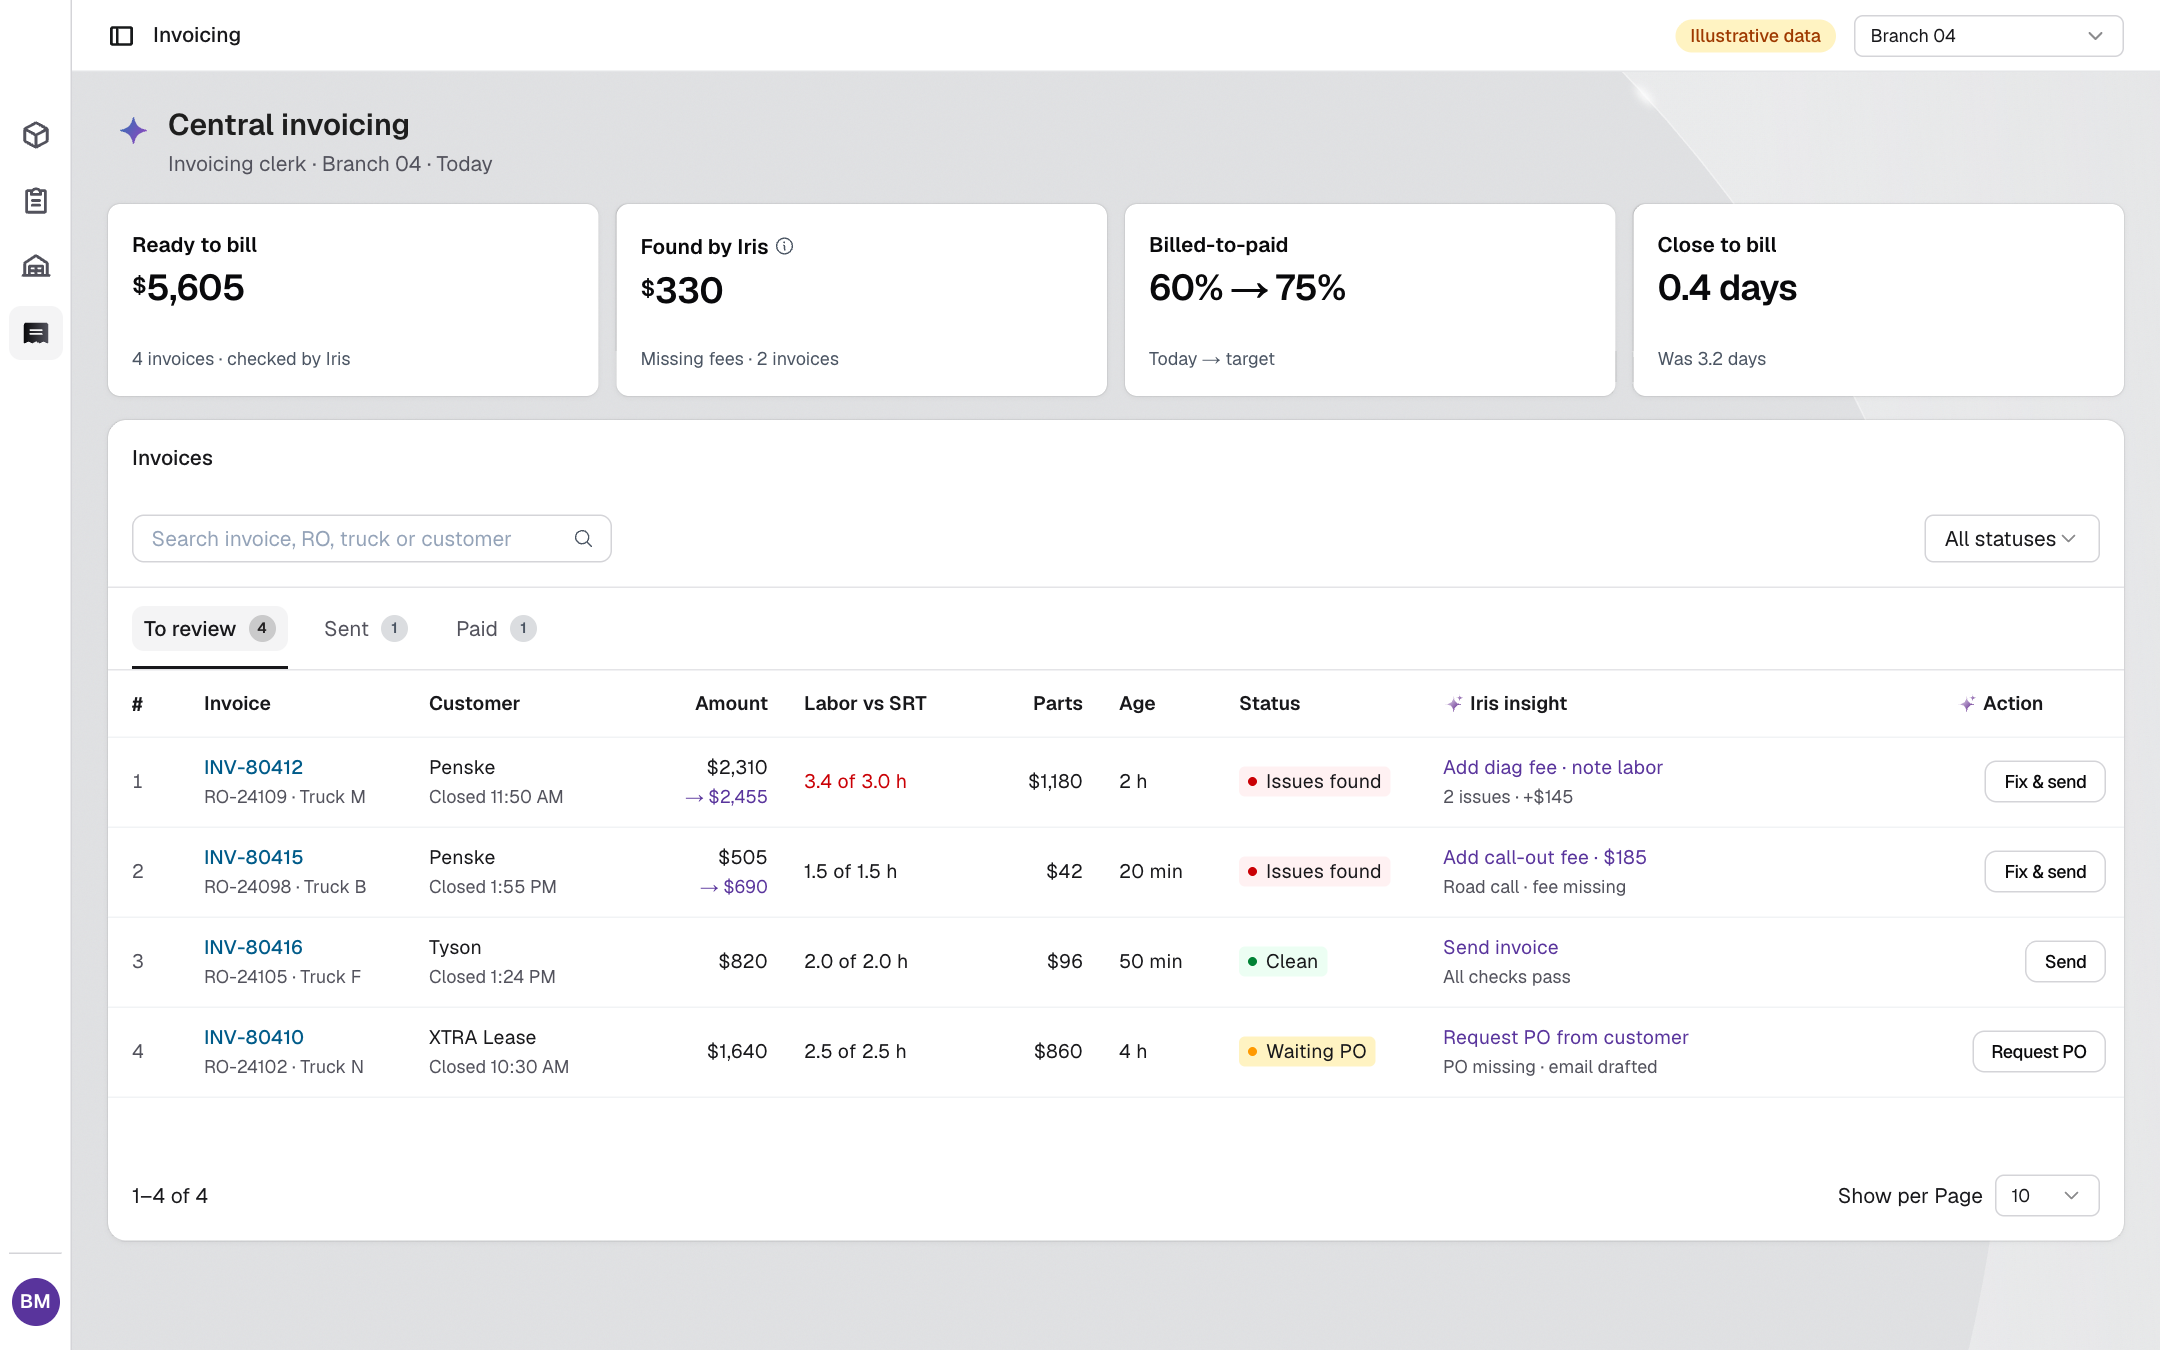 Invoicing
Illustrative data
Branch 04
Central invoicing
Invoicing clerk · Branch 04 · Today
Ready to bill
$5,605
4 invoices · checked by Iris
Found by Iris
$330
Missing fees · 2 invoices
Billed-to-paid
60% → 75%
Today → target
Close to bill
0.4 days
Was 3.2 days
Invoices
Search invoice, RO, truck or customer
All statuses
To review 4
Sent 1
Paid 1
# Invoice Customer Amount Labor vs SRT Parts Age Status Iris insight Action
1 INV-80412 Penske $2,310 3.4 of 3.0 h $1,180 2 h Issues found Add diag fee · note labor Fix & send
RO-24109 · Truck M Closed 11:50 AM → $2,455 2 issues · +$145
2 INV-80415 Penske $505 1.5 of 1.5 h $42 20 min Issues found Add call-out fee · $185 Fix & send
RO-24098 · Truck B Closed 1:55 PM → $690 Road call · fee missing
3 INV-80416 Tyson $820 2.0 of 2.0 h $96 50 min Clean Send invoice Send
RO-24105 · Truck F Closed 1:24 PM All checks pass
4 INV-80410 XTRA Lease $1,640 2.5 of 2.5 h $860 4 h Waiting PO Request PO from customer Request PO
RO-24102 · Truck N Closed 10:30 AM PO missing · email drafted
1–4 of 4
Show per Page 10
BM